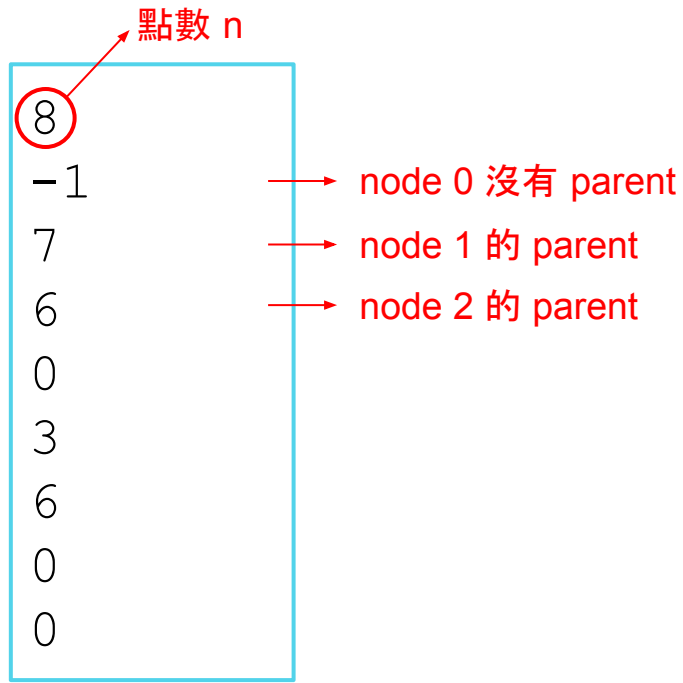 點數 n
8
-1
node 0 沒有 parent
7
node 1 的 parent
6
node 2 的 parent
0
3
6
0
0